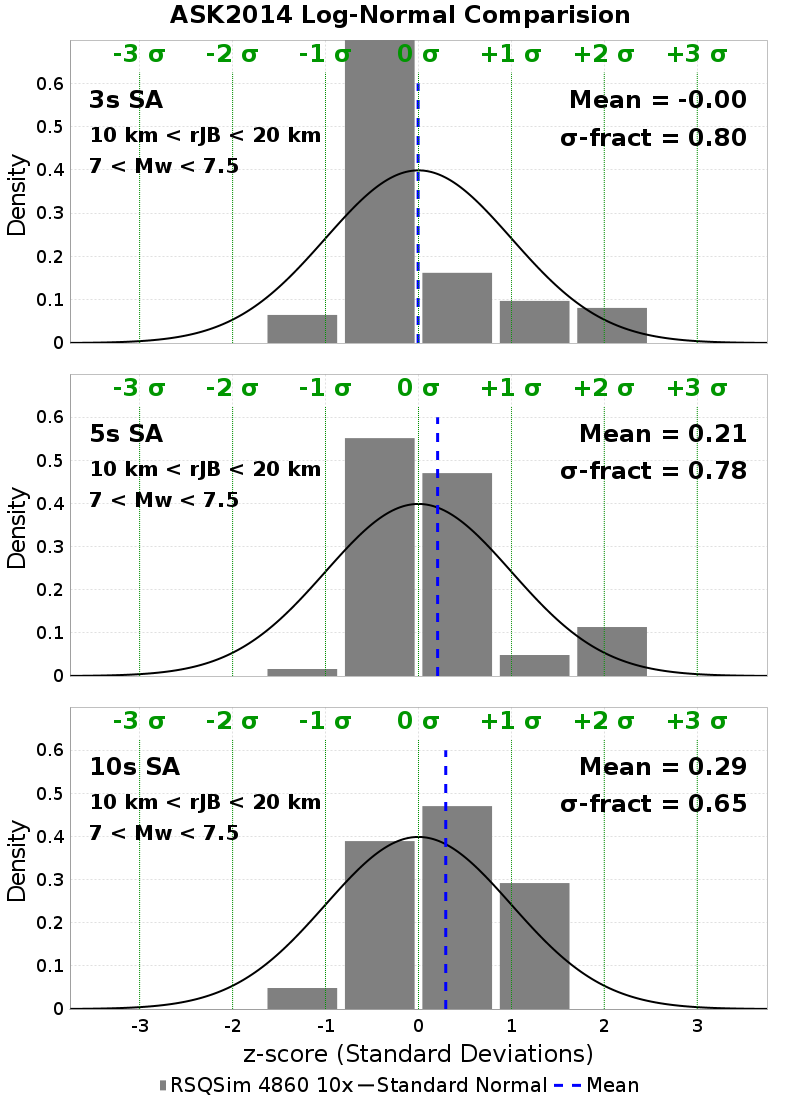 ASK2014 Log-Normal Comparision
-3 σ -2 σ -1 σ 0 σ +1 σ +2 σ +3 σ
3s SA
10 km < rJB < 20 km
7 < Mw < 7.5
Mean = -0.00
σ-fract = 0.80
Density
0.6
0.5
0.4
0.3
0.2
0.1
0
-3 σ -2 σ -1 σ 0 σ +1 σ +2 σ +3 σ
5s SA
10 km < rJB < 20 km
7 < Mw < 7.5
Mean = 0.21
σ-fract = 0.78
Density
0.6
0.5
0.4
0.3
0.2
0.1
0
-3 σ -2 σ -1 σ 0 σ +1 σ +2 σ +3 σ
10s SA
10 km < rJB < 20 km
7 < Mw < 7.5
Mean = 0.29
σ-fract = 0.65
Density
0.6
0.5
0.4
0.3
0.2
0.1
0
-3 -2 -1 0 1 2 3
z-score (Standard Deviations)
RSQSim 4860 10x Standard Normal Mean